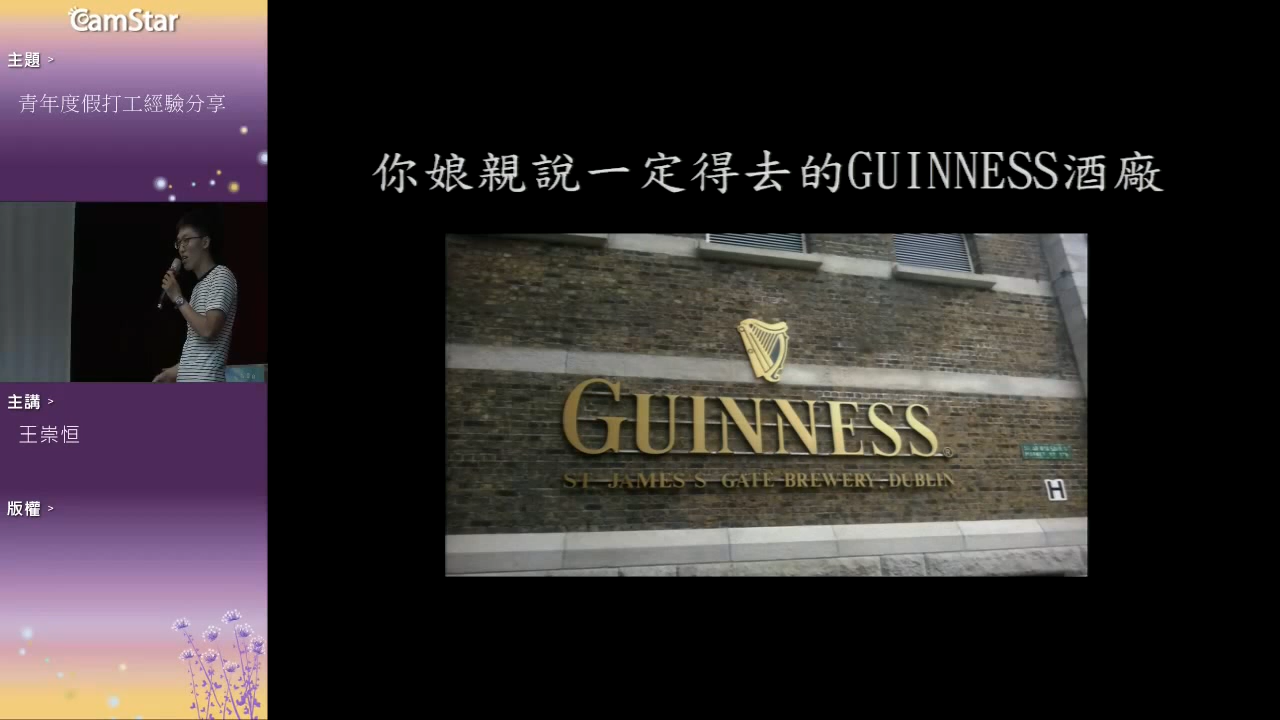 CamStar
主題 >
青年度假打工經驗分享
主講 >
王崇恒
版權 >
你娘親說一定得去的GUINNESS酒廠
GUINNESS®
ST. JAMES'S GATE BREWERY DUBLIN
H